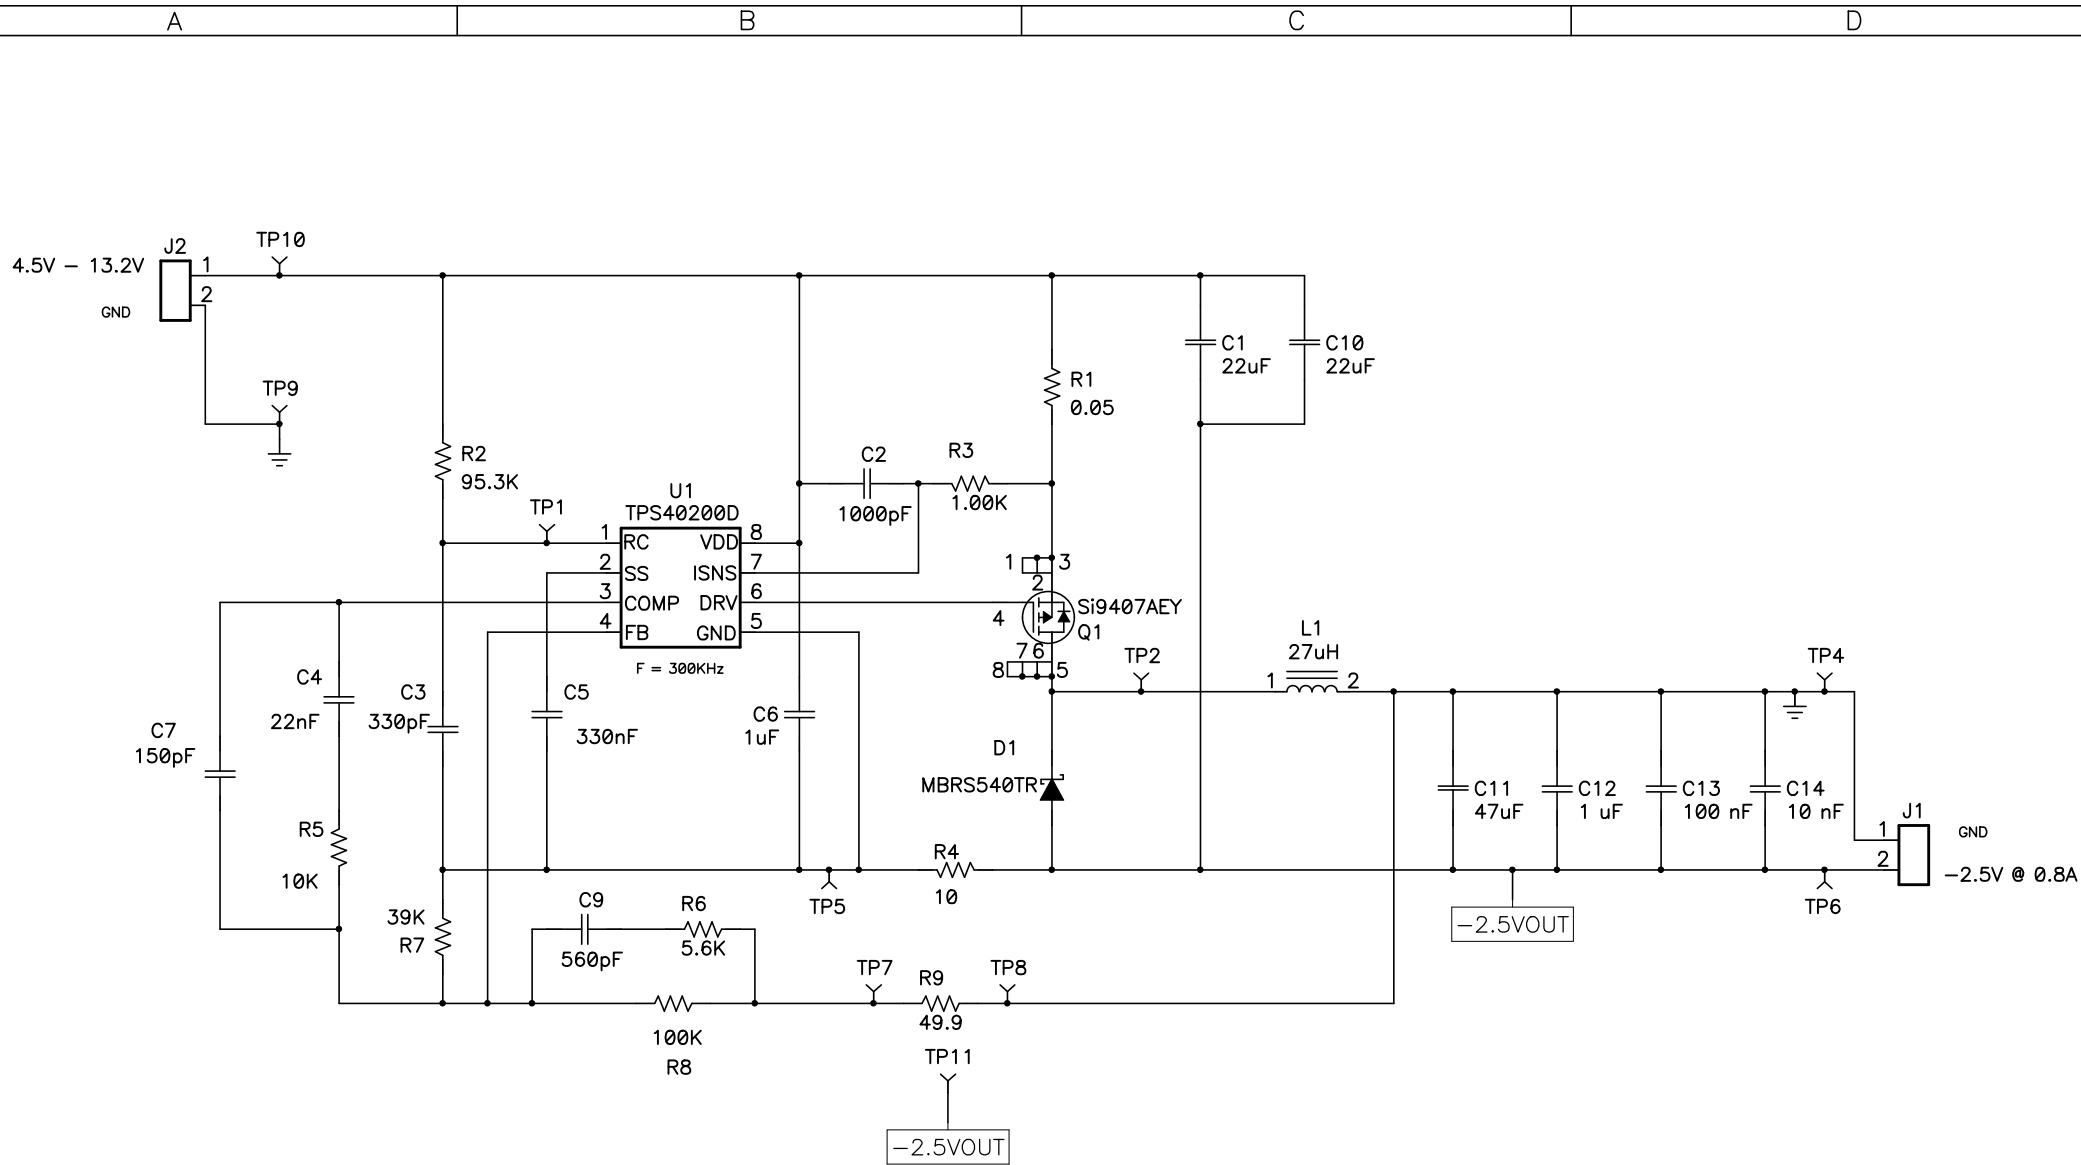 A B C D
TP10
J2
4.5V – 13.2V 1
2
GND
TP9
C1
22uF
C10
22uF
R1
0.05
R2
95.3K
C2
1000pF
R3
1.00K
TP1
U1
TPS40200D
1 RC VDD 8
2 SS ISNS 7
3 COMP DRV 6
4 FB GND 5
F = 300KHz
1 3
2
4
Si9407AEY
Q1
7 6
8 5
TP2
L1
27uH
1 2
TP4
C4
22nF
C3
330pF
C5
330nF
C6
1uF
C7
150pF
D1
MBRS540TR
C11
47uF
C12
1 uF
C13
100 nF
C14
10 nF
J1
1 GND
2
–2.5V @ 0.8A
R5
10K
R4
10
TP5
TP6
–2.5VOUT
39K
R7
C9
560pF
R6
5.6K
TP7
R9
49.9
TP8
100K
R8
TP11
–2.5VOUT